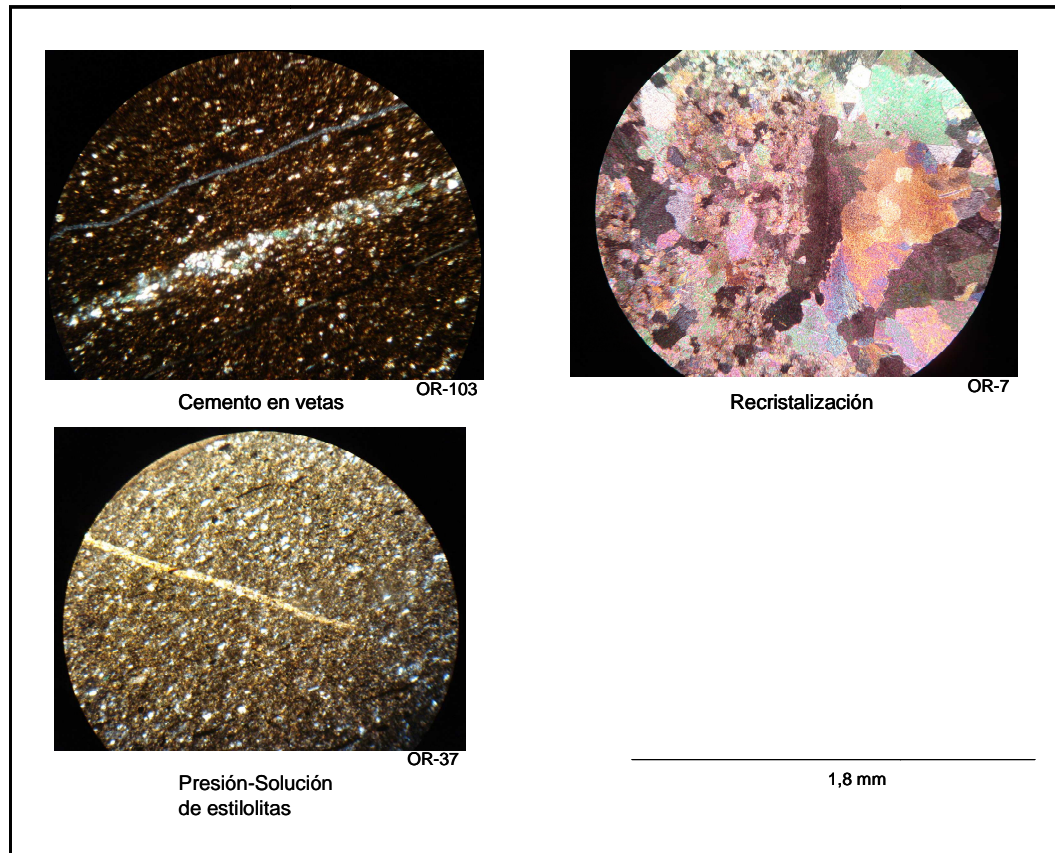 OR-103
Cemento en vetas
OR-7
Recristalización
OR-37
Presión-Solución
de estilolitas
1,8 mm